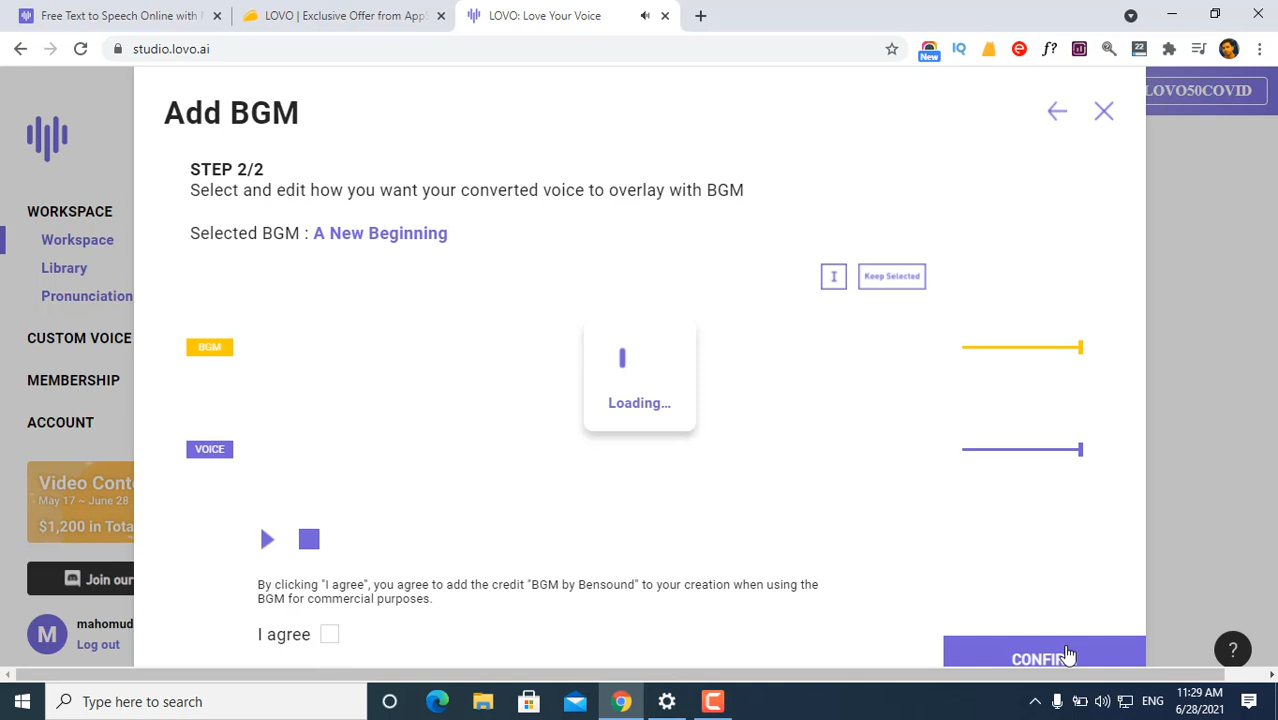 Free Text to Speech Online with N
LOVO | Exclusive Offer from AppS
LOVO: Love Your Voice
studio.lovo.ai
New
22
Add BGM
LOVO50COVID
STEP 2/2
Select and edit how you want your converted voice to overlay with BGM
WORKSPACE
Workspace
Selected BGM : A New Beginning
Library
Keep Selected
Pronunciation
CUSTOM VOICE
BGM
MEMBERSHIP
Loading...
ACCOUNT
VOICE
Video Conte
May 17 ~ June 28
$1,200 in Total
Join our
By clicking "I agree", you agree to add the credit "BGM by Bensound" to your creation when using the
BGM for commercial purposes.
M
mahomud
I agree
Log out
CONFI
?
Type here to search
ENG
11:29 AM
6/28/2021